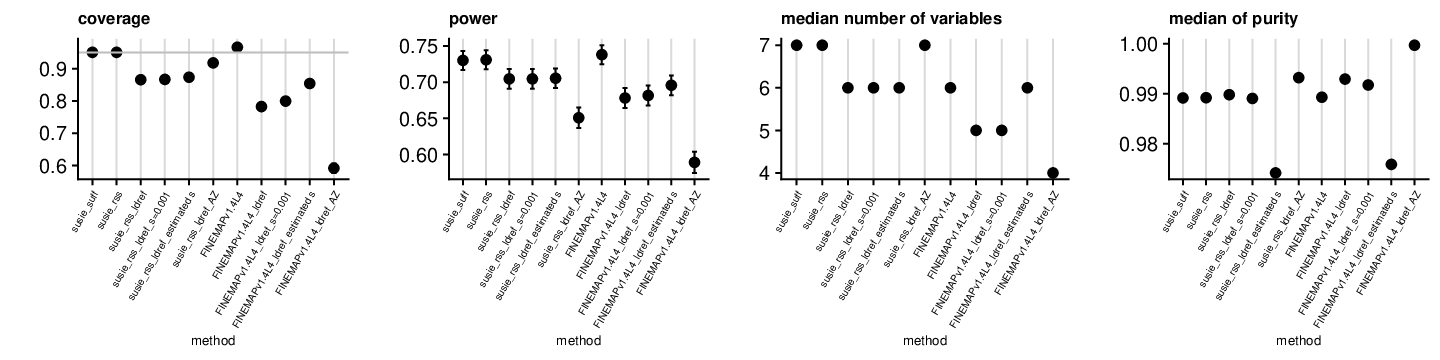 coverage
0.9
0.8
0.7
0.6
susie_suff
susie_rss
susie_rss_ldref
susie_rss_ldref_s=0.001
susie_rss_ldref_estimated.s
susie_rss_ldref_AZ
FINEMAPv1.4L4
FINEMAPv1.4L4_ldref
FINEMAPv1.4L4_ldref_s=0.001
FINEMAPv1.4L4_ldref_estimated.s
FINEMAPv1.4L4_ldref_AZ
method
power
0.75
0.70
0.65
0.60
susie_suff
susie_rss
susie_rss_ldref
susie_rss_ldref_s=0.001
susie_rss_ldref_estimated.s
susie_rss_ldref_AZ
FINEMAPv1.4L4
FINEMAPv1.4L4_ldref
FINEMAPv1.4L4_ldref_s=0.001
FINEMAPv1.4L4_ldref_estimated.s
FINEMAPv1.4L4_ldref_AZ
method
median number of variables
7
6
5
4
susie_suff
susie_rss
susie_rss_ldref
susie_rss_ldref_s=0.001
susie_rss_ldref_estimated.s
susie_rss_ldref_AZ
FINEMAPv1.4L4
FINEMAPv1.4L4_ldref
FINEMAPv1.4L4_ldref_s=0.001
FINEMAPv1.4L4_ldref_estimated.s
FINEMAPv1.4L4_ldref_AZ
method
median of purity
1.00
0.99
0.98
susie_suff
susie_rss
susie_rss_ldref
susie_rss_ldref_s=0.001
susie_rss_ldref_estimated.s
susie_rss_ldref_AZ
FINEMAPv1.4L4
FINEMAPv1.4L4_ldref
FINEMAPv1.4L4_ldref_s=0.001
FINEMAPv1.4L4_ldref_estimated.s
FINEMAPv1.4L4_ldref_AZ
method